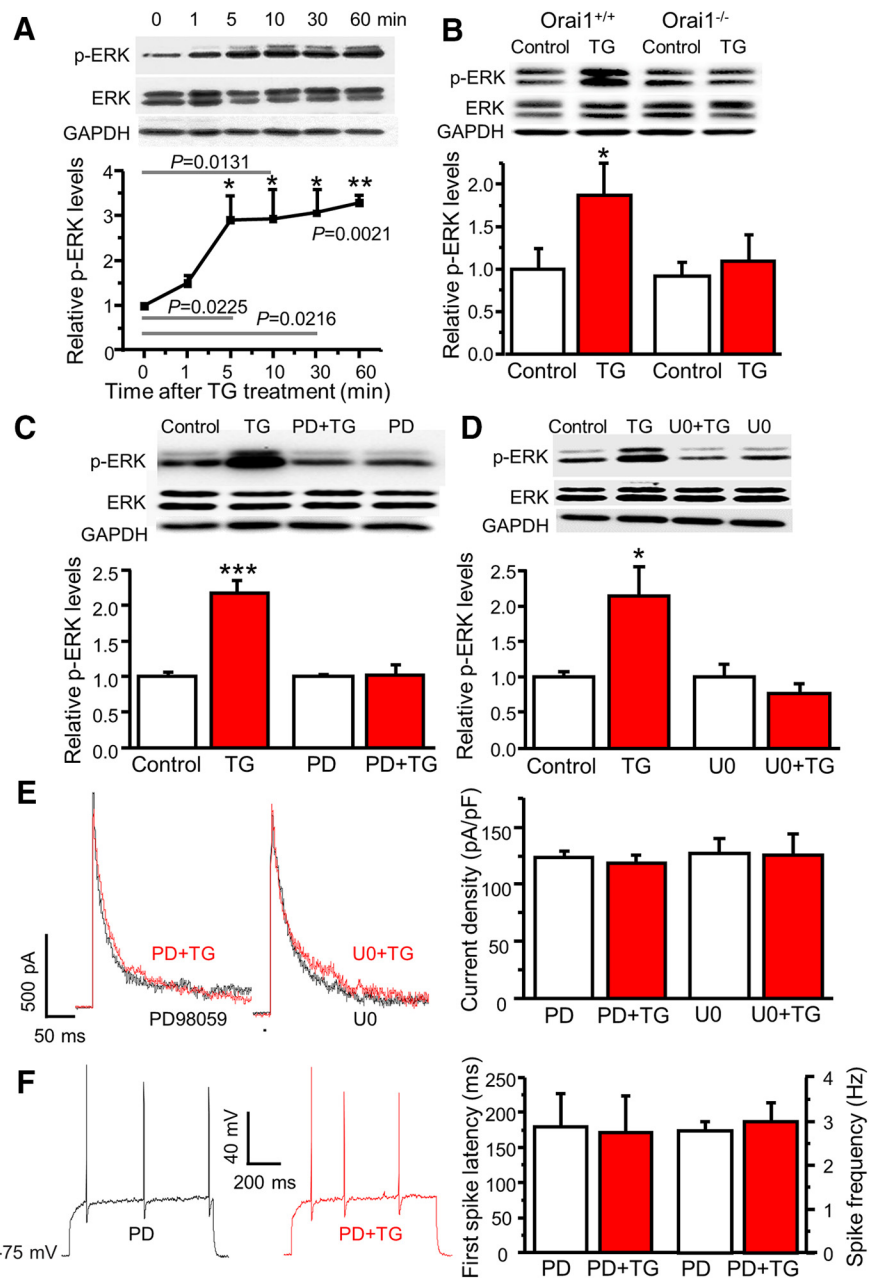 A
0 1 5 10 30 60 min
p-ERK
ERK
GAPDH
Relative p-ERK levels
4
3
2
1
0
P=0.0131
* * * **
P=0.0021
P=0.0225
P=0.0216
0 1 5 10 30 60
Time after TG treatment (min)
B
Orai1+/+ Orai1-/-
Control TG Control TG
p-ERK
ERK
GAPDH
Relative p-ERK levels
2.0
1.5
1.0
0.5
0.0
*
Control TG Control TG
C
Control TG PD+TG PD
p-ERK
ERK
GAPDH
Relative p-ERK levels
2.5
2.0
1.5
1.0
0.5
0.0
***
Control TG PD PD+TG
D
Control TG U0+TG U0
p-ERK
ERK
GAPDH
Relative p-ERK levels
2.5
2.0
1.5
1.0
0.5
0.0
*
Control TG U0 U0+TG
E
500 pA
50 ms
PD+TG
PD98059
U0+TG
U0
Current density (pA/pF)
150
100
50
0
PD PD+TG U0 U0+TG
F
-75 mV
PD
40 mV
200 ms
PD+TG
First spike latency (ms)
250
200
150
100
50
0
Spike frequency (Hz)
4
3
2
1
0
PD PD+TG PD PD+TG